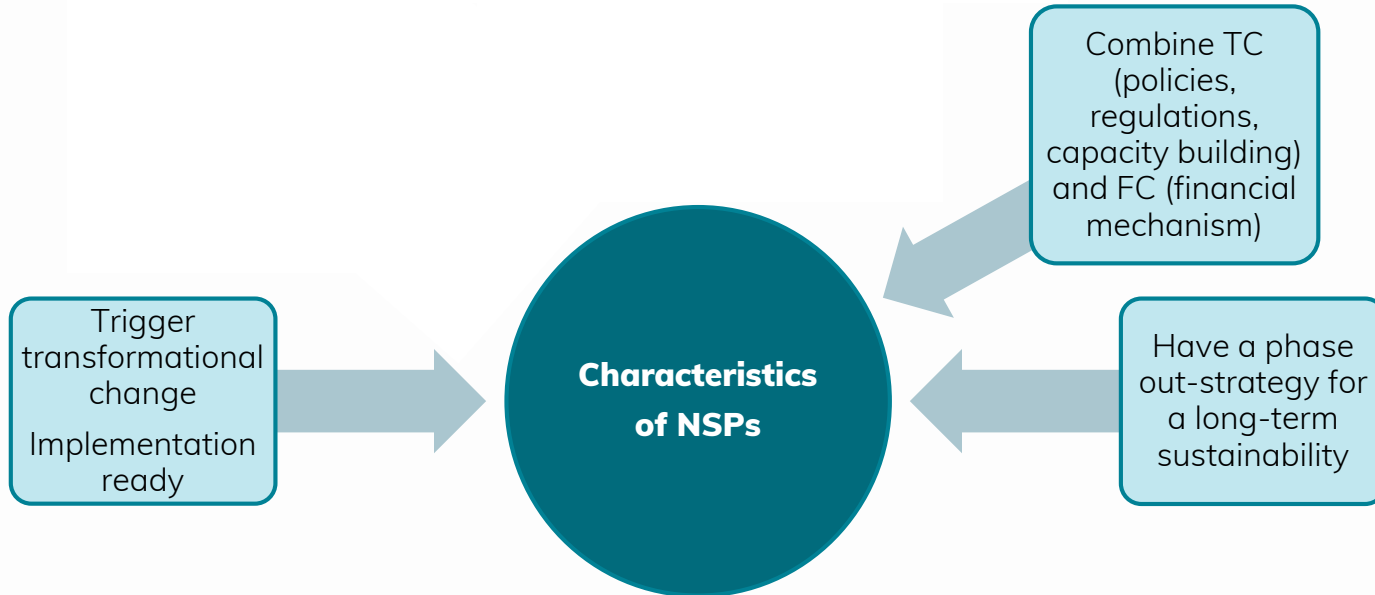 Combine TC
(policies,
regulations,
capacity building)
and FC (financial
mechanism)
Trigger
transformational
change
Implementation
ready
Characteristics
of NSPs
Have a phase
out-strategy for
a long-term
sustainability